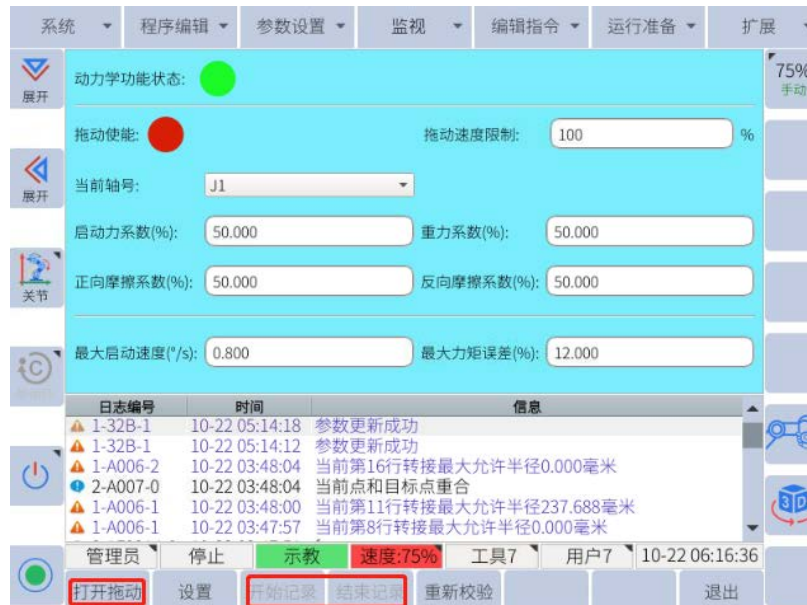 系统 程序编辑 参数设置 监视 编辑指令 运行准备 扩展
展开
动力学功能状态:
75%
手动
拖动使能: 拖动速度限制: 100 %
展开
当前轴号: J1
启动力系数(%): 50.000 重力系数(%): 50.000
关节
正向摩擦系数(%): 50.000 反向摩擦系数(%): 50.000
最大启动速度(°/s): 0.800 最大力矩误差(%): 12.000
C
日志编号 时间 信息
1-32B-1 10-22 05:14:18 参数更新成功
1-32B-1 10-22 05:14:12 参数更新成功
1-A006-2 10-22 03:48:04 当前第16行转接最大允许半径0.000毫米
2-A007-0 10-22 03:48:04 当前点和目标点重合
1-A006-1 10-22 03:48:00 当前第11行转接最大允许半径237.688毫米
1-A006-1 10-22 03:47:57 当前第8行转接最大允许半径0.000毫米
3D
管理员 停止 示教 速度:75% 工具7 用户7 10-22 06:16:36
打开拖动 设置 开始记录 结束记录 重新校验 退出